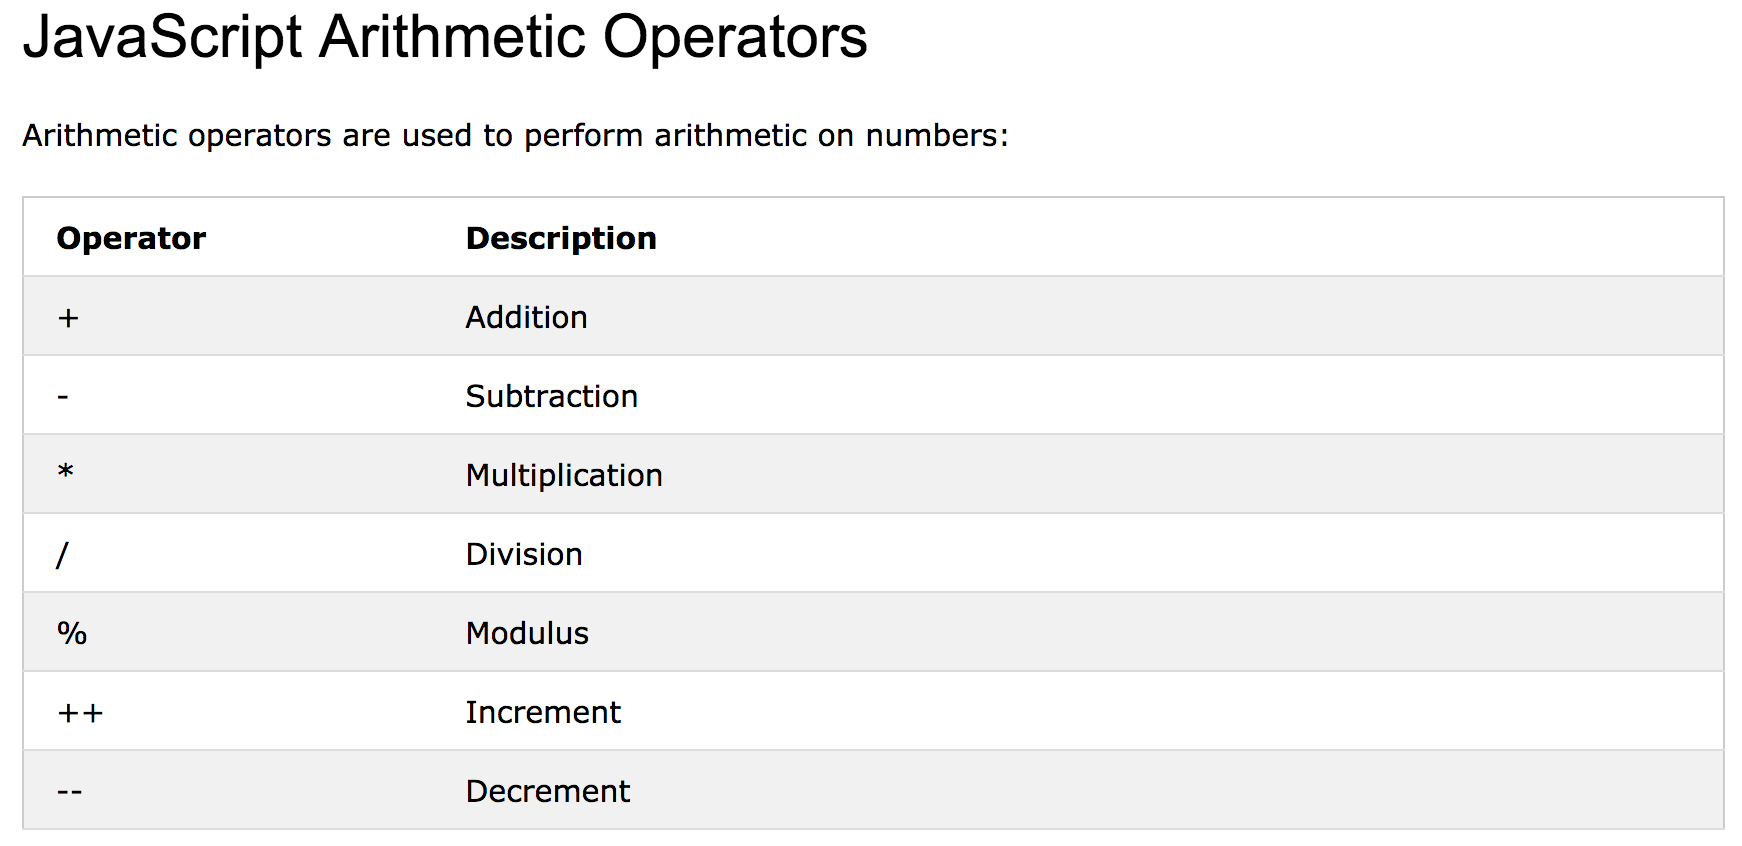 JavaScript Arithmetic Operators
Arithmetic operators are used to perform arithmetic on numbers:
Operator Description
+ Addition
- Subtraction
* Multiplication
/ Division
% Modulus
++ Increment
-- Decrement